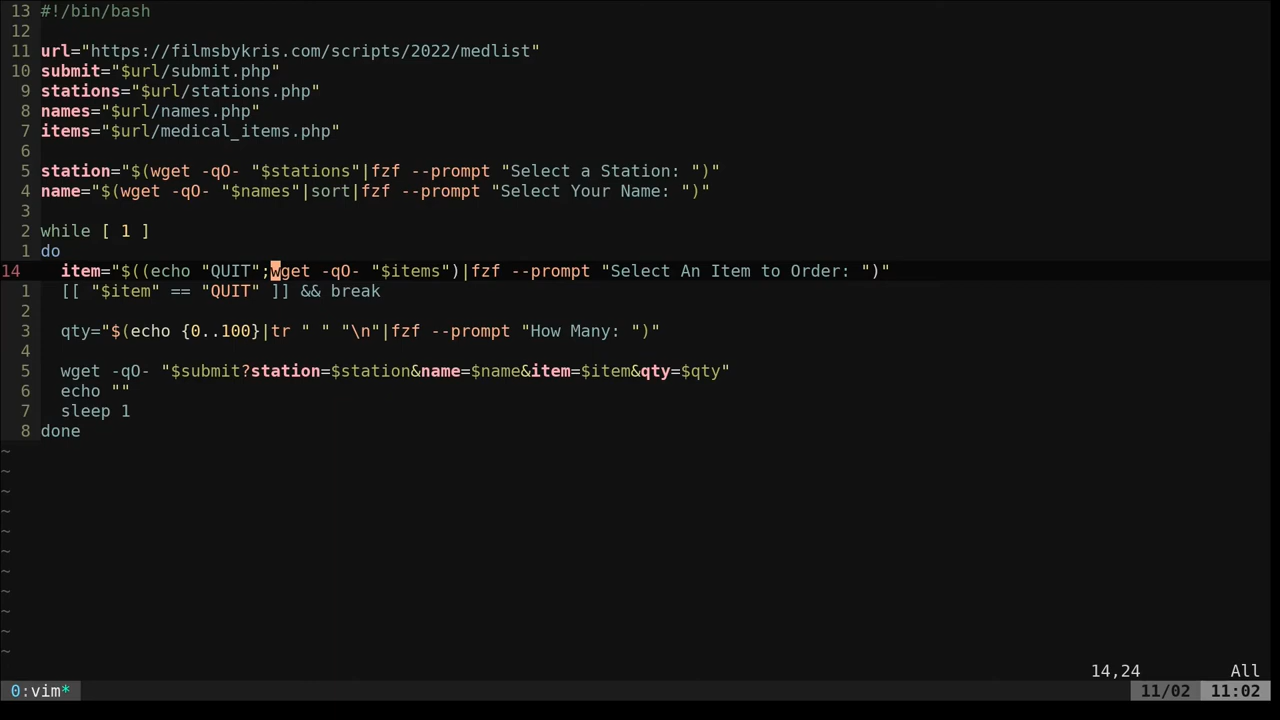 13 #!/bin/bash
12
11 url="https://filmsbykris.com/scripts/2022/medlist"
10 submit="$url/submit.php"
9 stations="$url/stations.php"
8 names="$url/names.php"
7 items="$url/medical_items.php"
6
5 station="$(wget -qO- "$stations"|fzf --prompt "Select a Station: ")"
4 name="$(wget -qO- "$names"|sort|fzf --prompt "Select Your Name: ")"
3
2 while [ 1 ]
1 do
14 item="$((echo "QUIT";wget -qO- "$items")|fzf --prompt "Select An Item to Order: ")"
1 [[ "$item" == "QUIT" ]] && break
2
3 qty="$(echo {0..100}|tr " " "\n"|fzf --prompt "How Many: ")"
4
5 wget -qO- "$submit?station=$station&name=$name&item=$item&qty=$qty"
6 echo ""
7 sleep 1
8 done
~
~
~
~
~
~
~
~
~
~
~
14,24 All
0:vim* 11/02 11:02